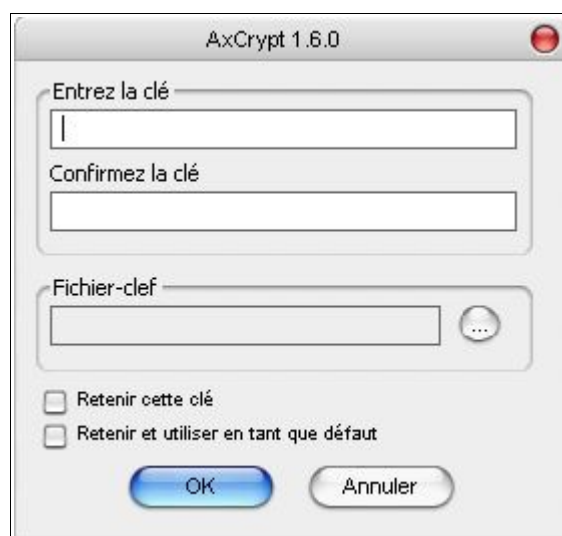 AxCrypt 1.6.0
Entrez la clé
Confirmez la clé
Fichier-clef
...
Retenir cette clé
Retenir et utiliser en tant que défaut
OK Annuler